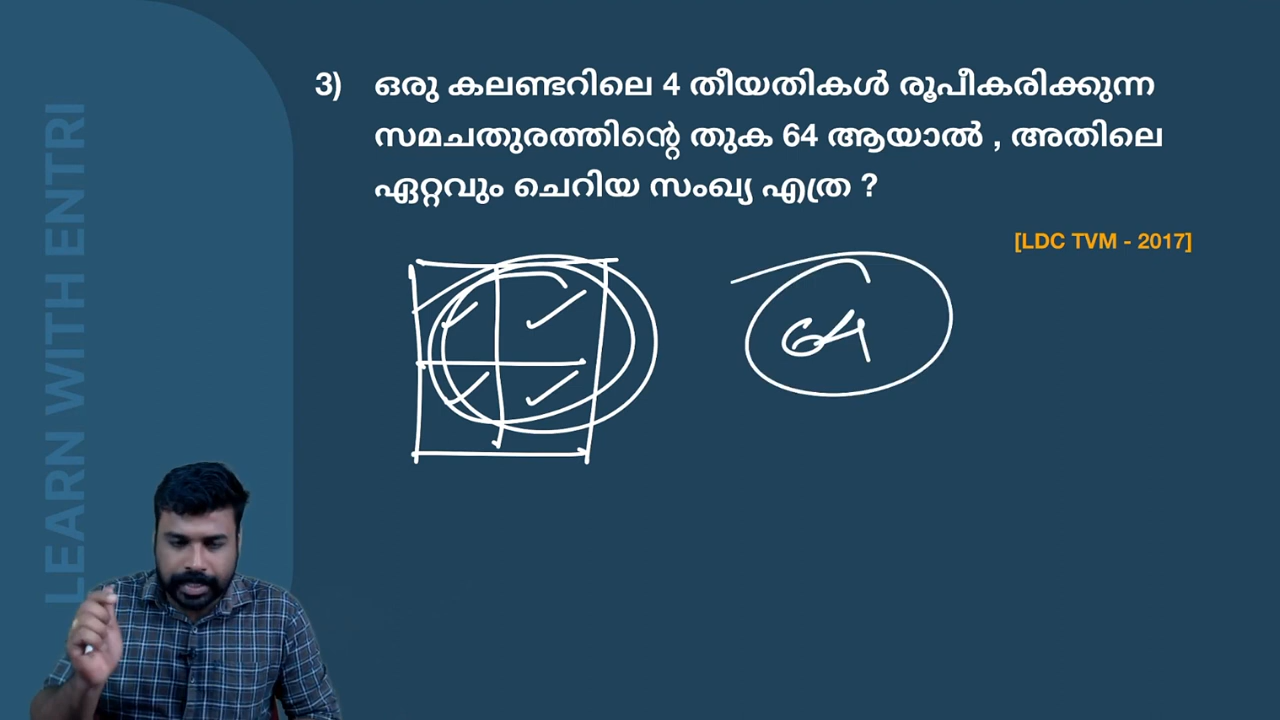 3) ഒരു കലണ്ടറിലെ 4 തീയതികൾ രൂപീകരിക്കുന്ന
സമചതുരത്തിന്റെ തുക 64 ആയാൽ , അതിലെ
ഏറ്റവും ചെറിയ സംഖ്യ എത്ര ?
[LDC TVM - 2017]
64
LEARN WITH ENTRI